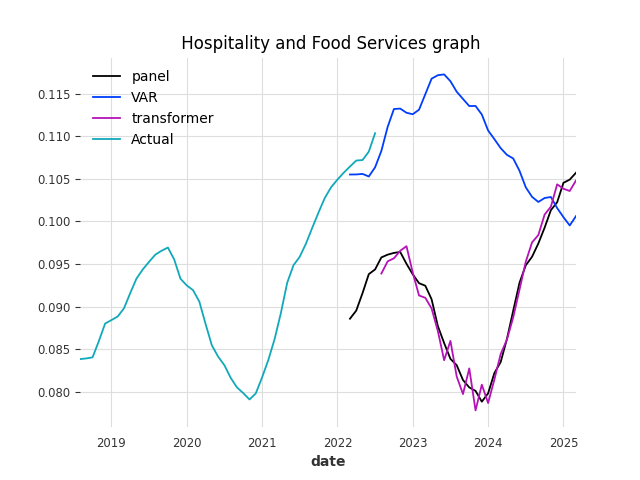 Hospitality and Food Services graph
panel
VAR
transformer
Actual
0.115
0.110
0.105
0.100
0.095
0.090
0.085
0.080
2019 2020 2021 2022 2023 2024 2025
date